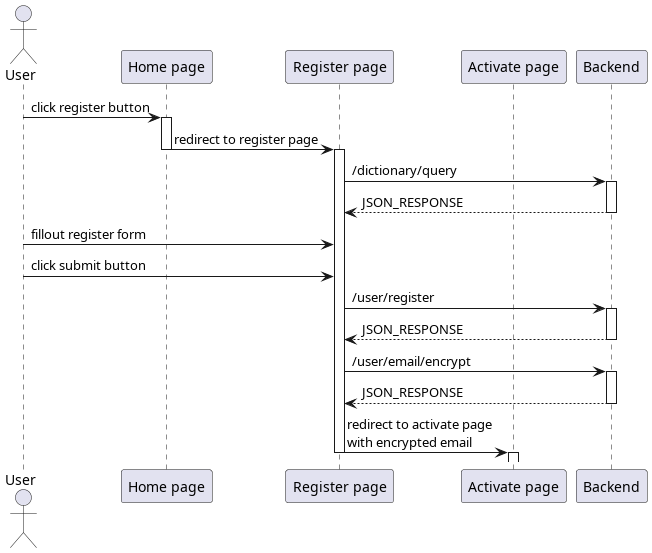 User
Home page
Register page
Activate page
Backend
click register button
redirect to register page
/dictionary/query
JSON_RESPONSE
fillout register form
click submit button
/user/register
JSON_RESPONSE
/user/email/encrypt
JSON_RESPONSE
redirect to activate page
with encrypted email
User
Home page
Register page
Activate page
Backend